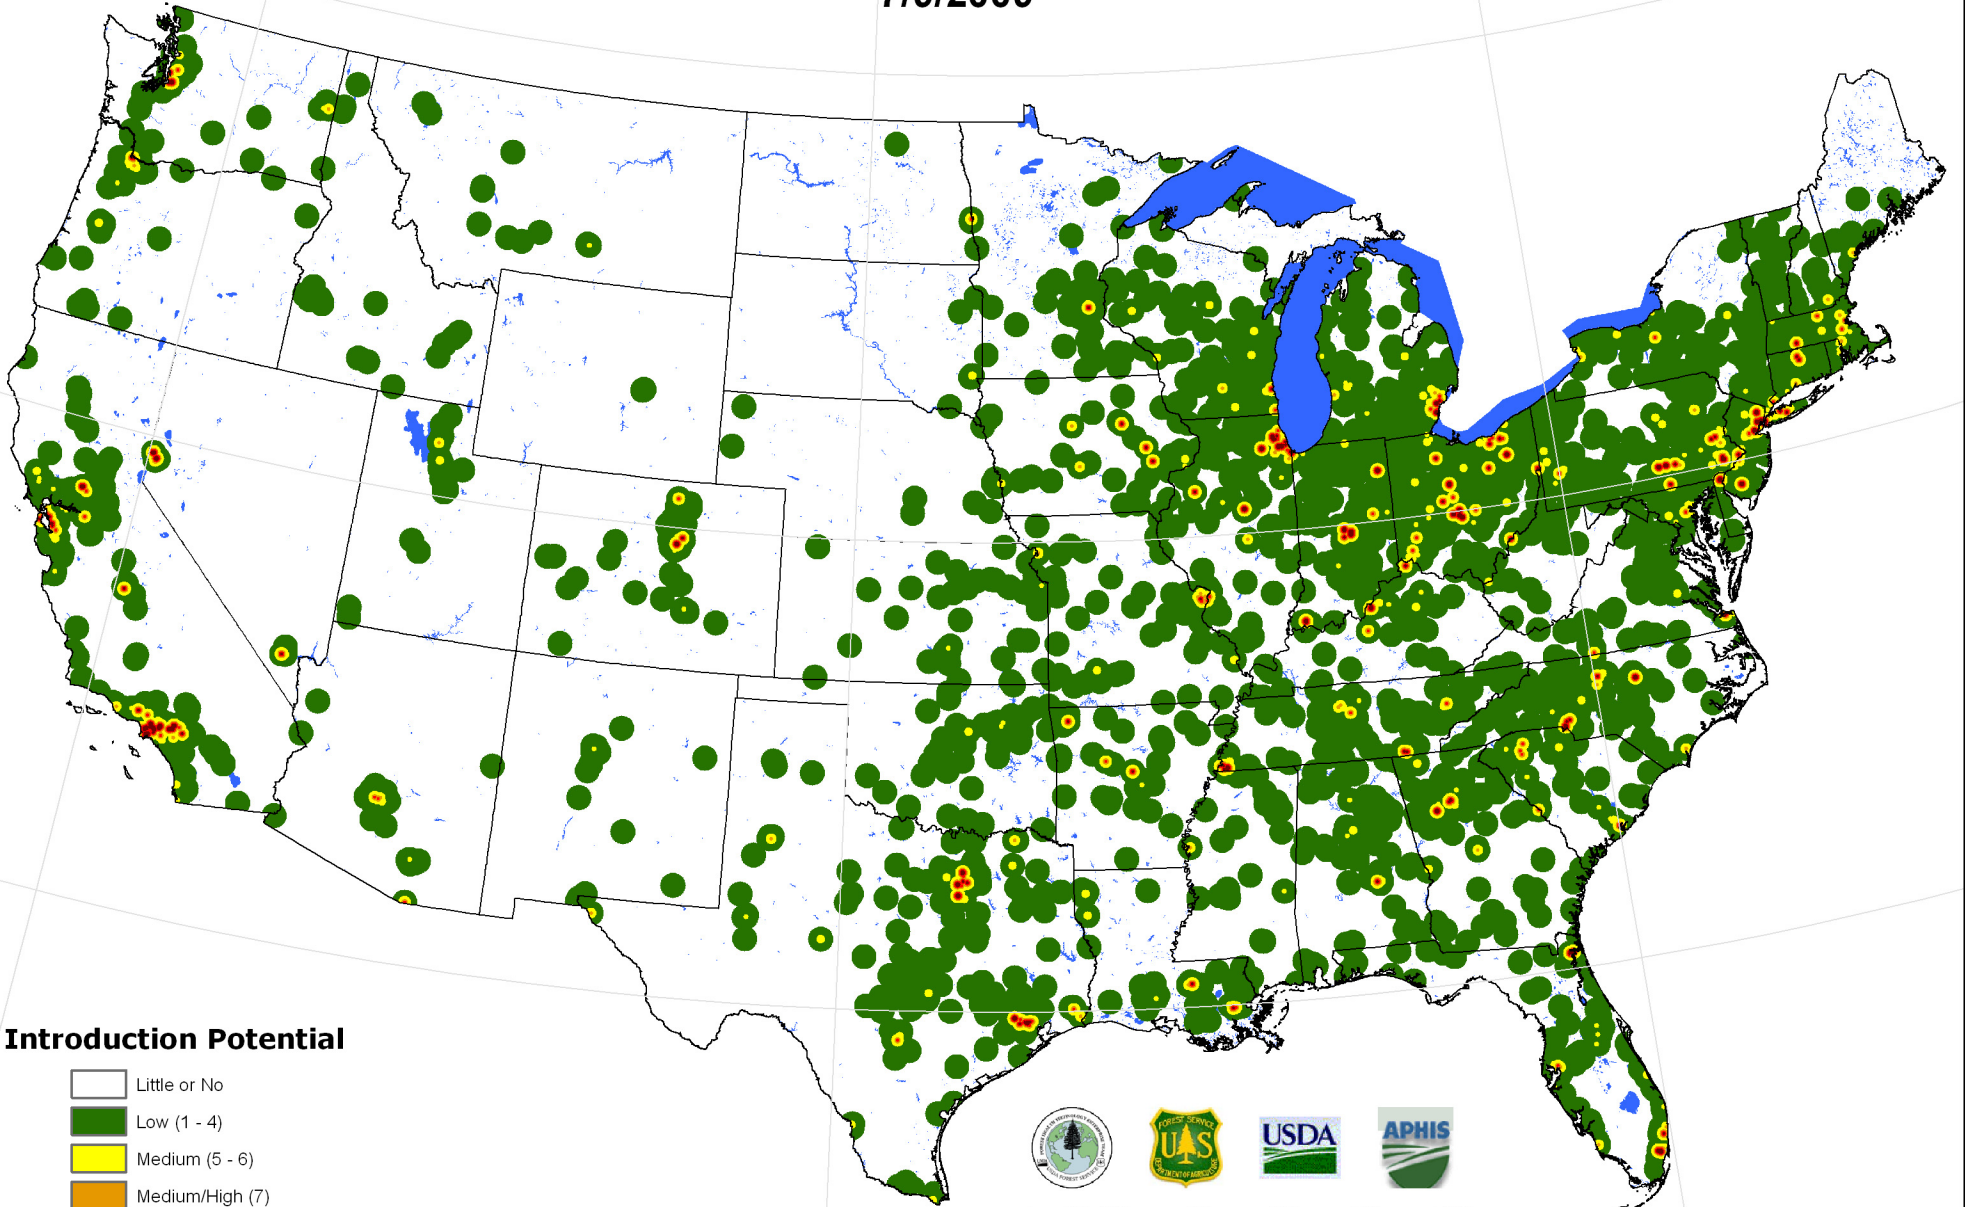 Introduction Potential
Little or No
Low (1 - 4)
Medium (5 - 6)
Medium/High (7)
FOREST SERVICE
U S
DEPARTMENT OF AGRICULTURE
USDA
APHIS